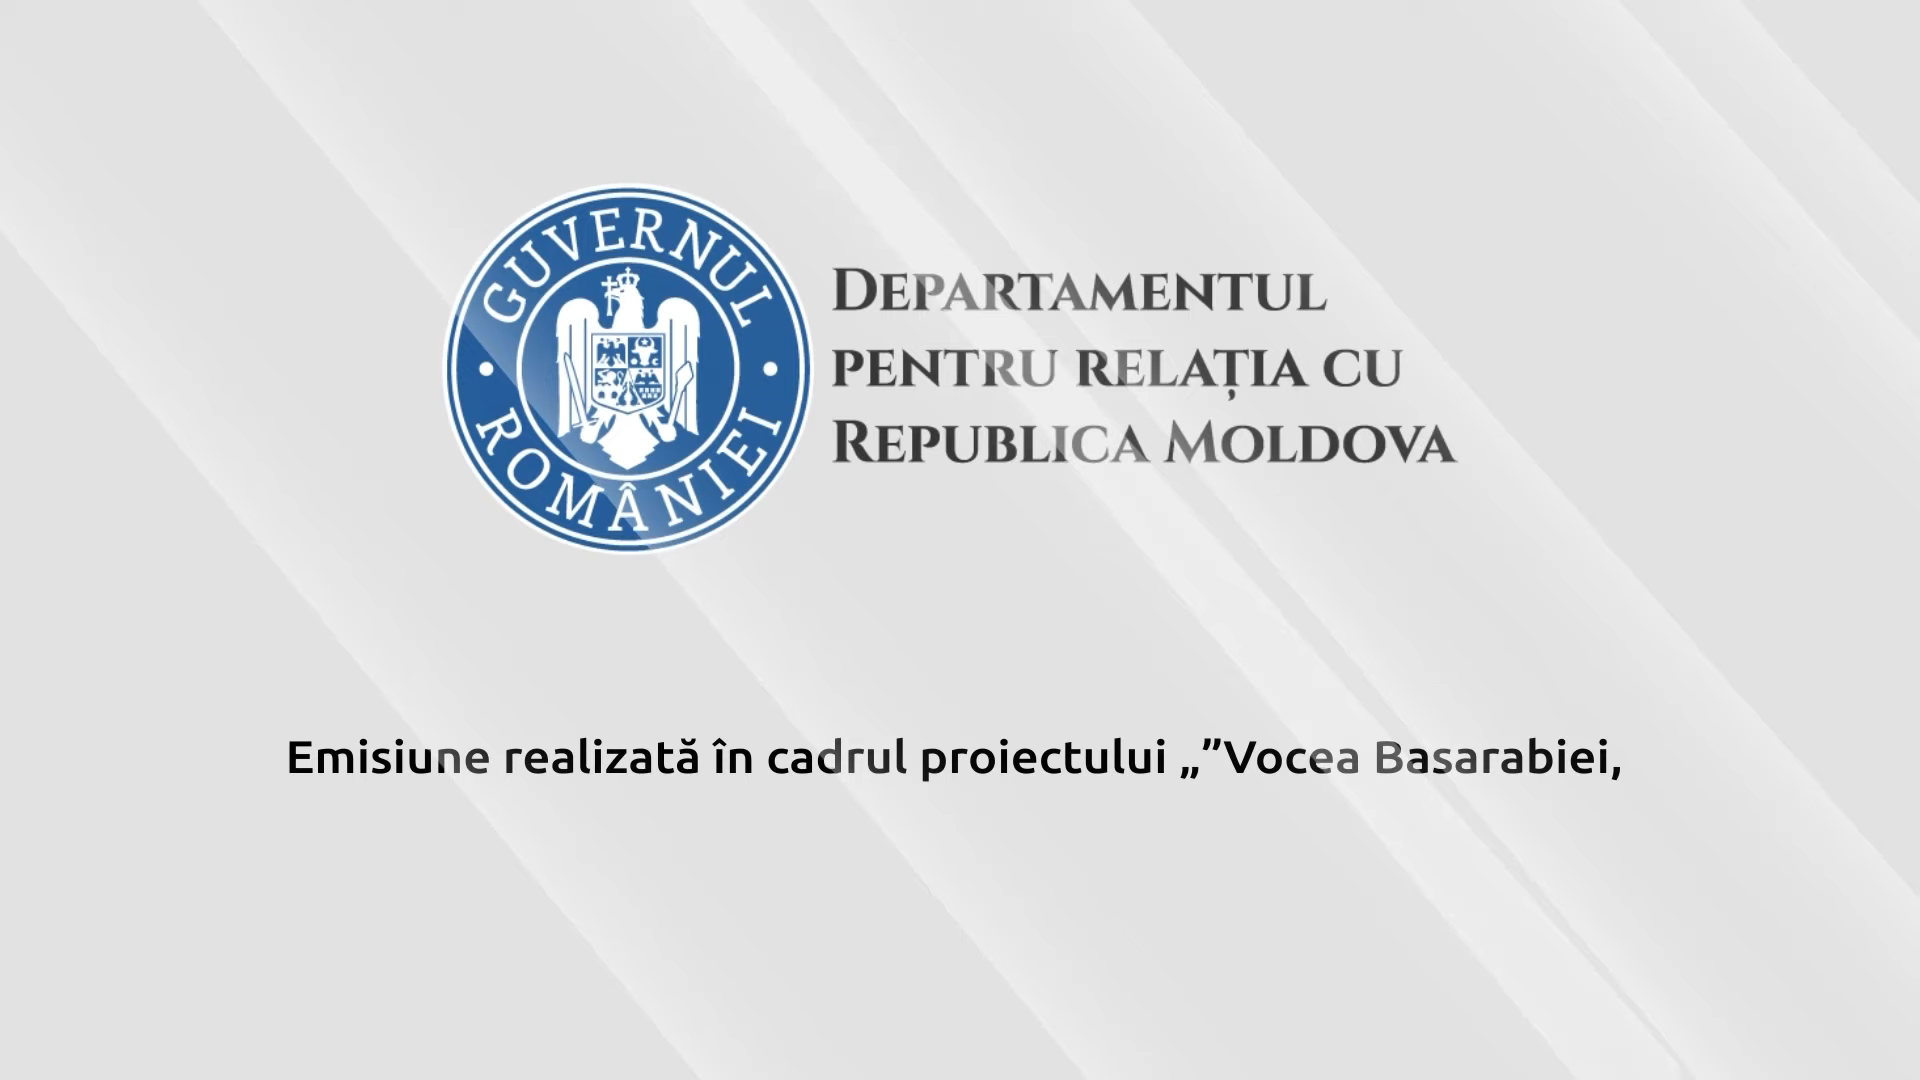 GUVERNUL ROMÂNIEI
DEPARTAMENTUL
PENTRU RELAȚIA CU
REPUBLICA MOLDOVA
Emisiune realizată în cadrul proiectului „”Vocea Basarabiei,